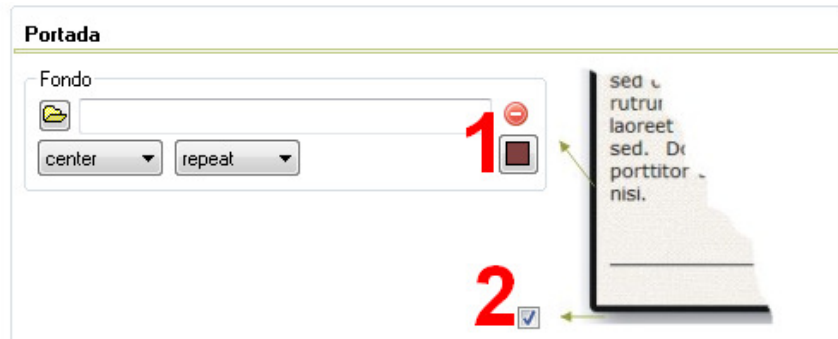 Portada
Fondo
1
center
repeat
sed
rutrur
laoreet
sed. Do
porttitor
nisi.
2